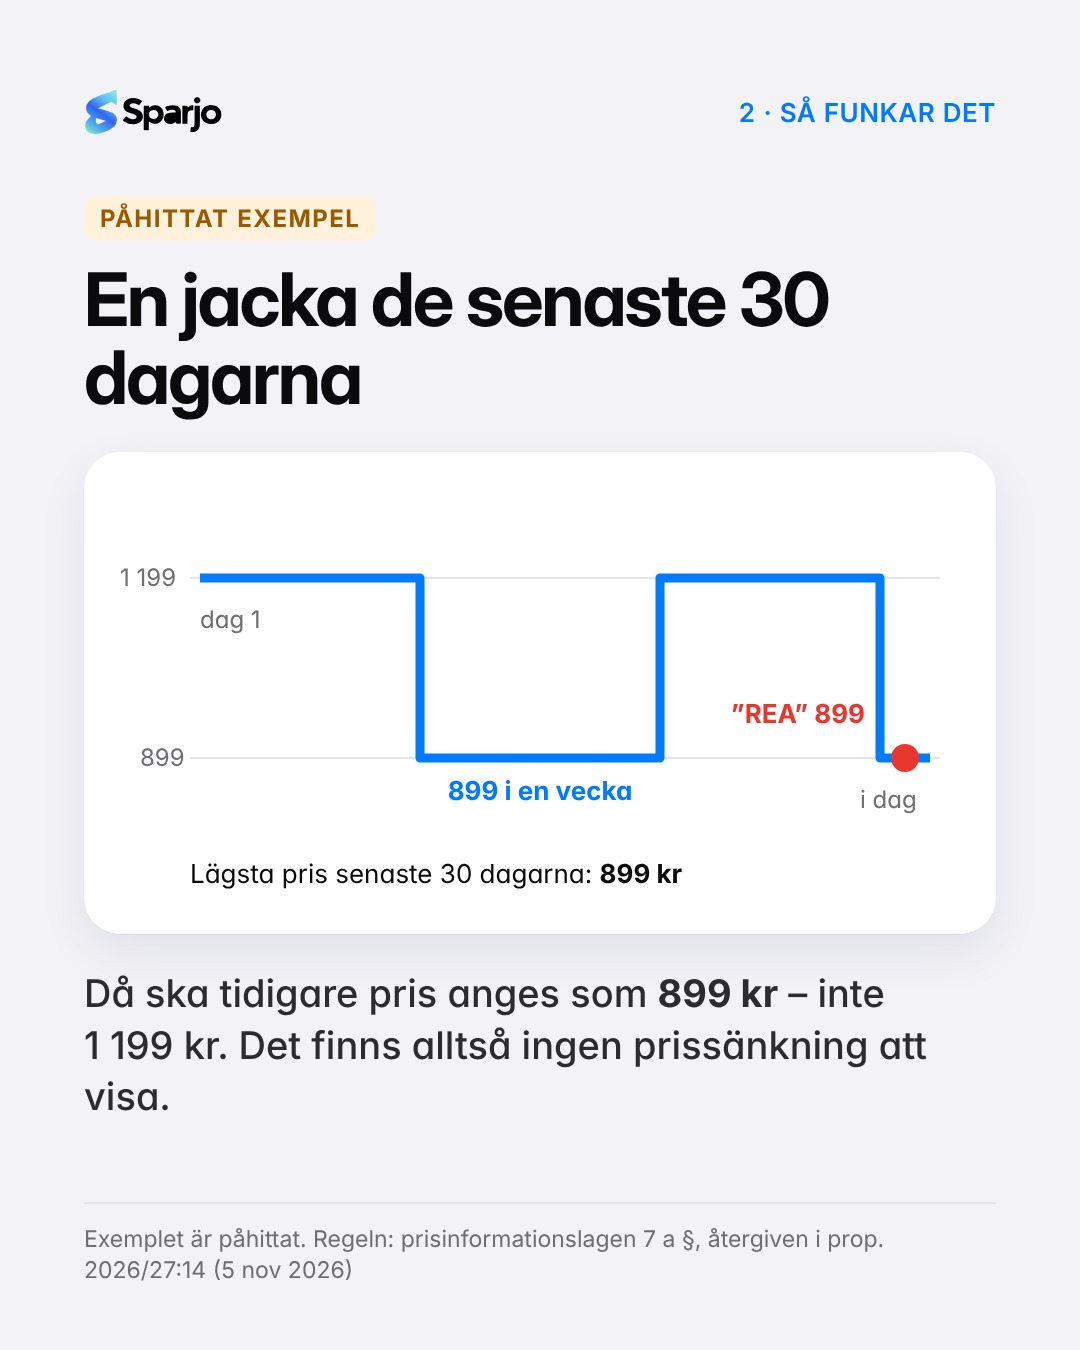 Sparjo
2 · SÅ FUNKAR DET
PÅHITTAT EXEMPEL
En jacka de senaste 30
dagarna
1 199
dag 1
”REA” 899
899
899 i en vecka
i dag
Lägsta pris senaste 30 dagarna: 899 kr
Då ska tidigare pris anges som 899 kr – inte
1 199 kr. Det finns alltså ingen prissänkning att
visa.
Exemplet är påhittat. Regeln: prisinformationslagen 7 a §, återgiven i prop.
2026/27:14 (5 nov 2026)